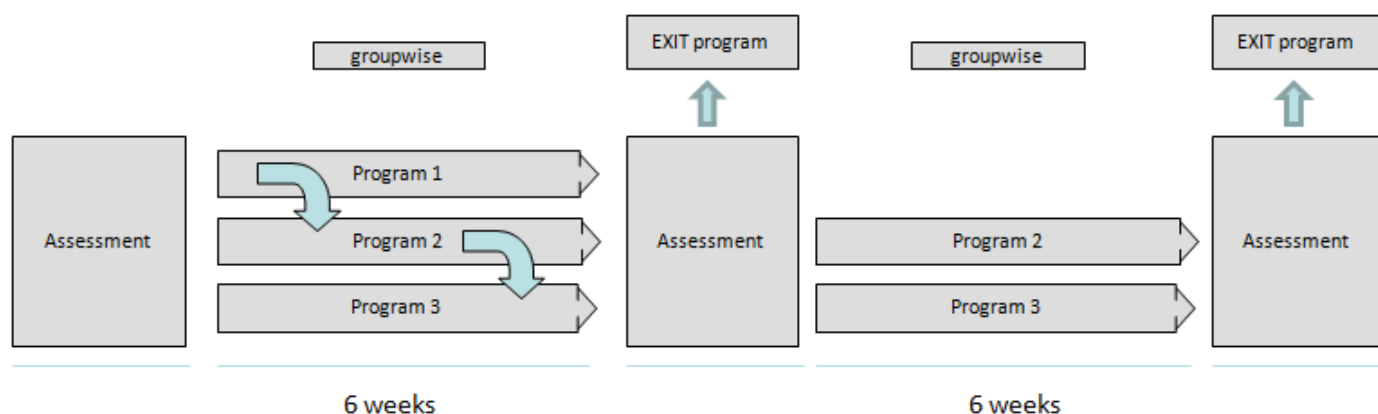 groupwise
EXIT program
groupwise
EXIT program
Assessment
Program 1
Program 2
Program 3
Assessment
Program 2
Program 3
Assessment
6 weeks
6 weeks